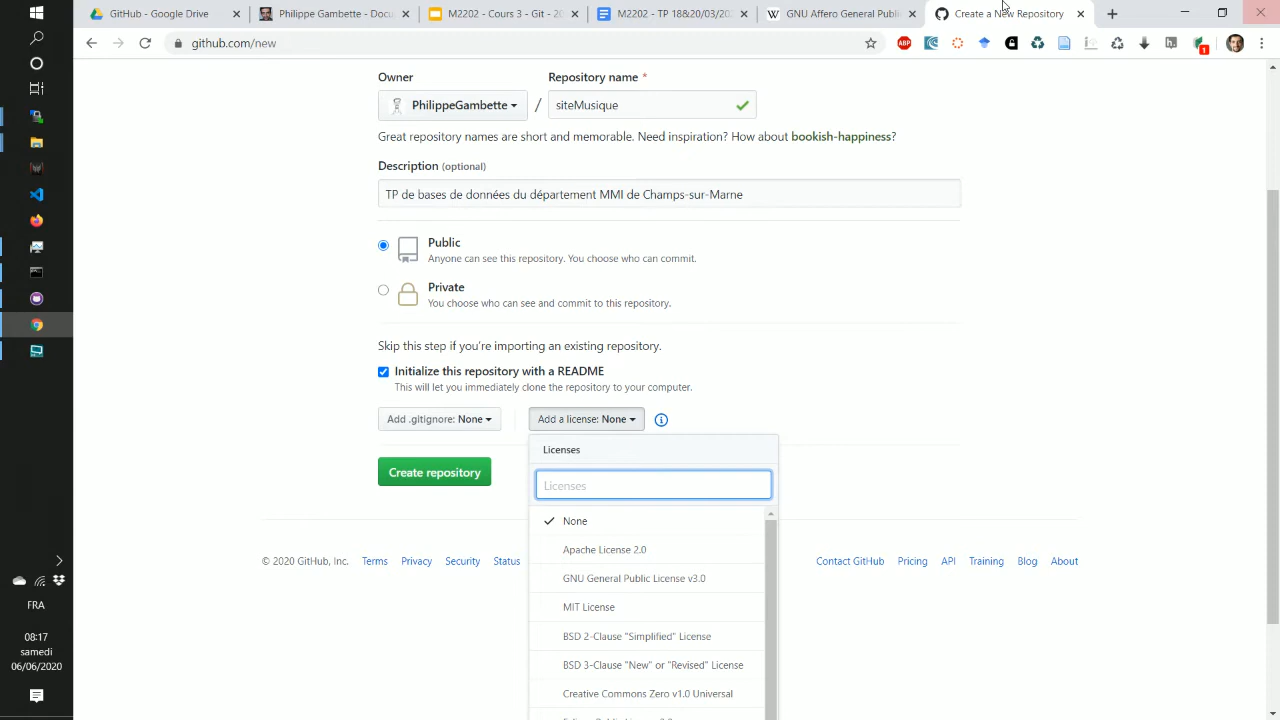 GitHub - Google Drive
Philippe Gambette - Docu
M2202 - Cours 3 - Git - 20
M2202 - TP 188/20/03/20
Affero General Publi
Create a New Repository
github.com/new
Owner
Repository name *
PhilippeGambette
/
siteMusique
Great repository names are short and memorable. Need inspiration? How about bookish-happiness?
Description (optional)
TP de bases de données du département MMI de Champs-sur-Marne
Public
Anyone can see this repository. You choose who can commit.
Private
You choose who can see and commit to this repository.
Skip this step if you're importing an existing repository.
Initialize this repository with a README
This will let you immediately clone the repository to your computer.
Add .gitignore: None
Add a license: None
Licenses
Licenses
Create repository
None
Apache License 2.0
GNU General Public License v3.0
MIT License
BSD 2-Clause "Simplified" License
BSD 3-Clause "New" or "Revised" License
Creative Commons Zero v1.0 Universal
© 2020 GitHub, Inc.
Terms
Privacy
Security
Status
Contact GitHub
Pricing
API
Training
Blog
About
FRA
08:17
samedi
06/06/2020